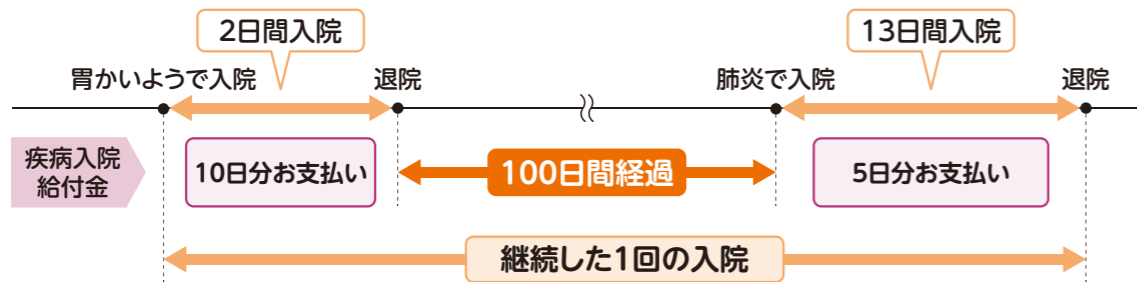 2日間入院
13日間入院
胃かいようで入院
退院
肺炎で入院
退院
疾病入院
給付金
10日分お支払い
100日間経過
5日分お支払い
継続した1回の入院